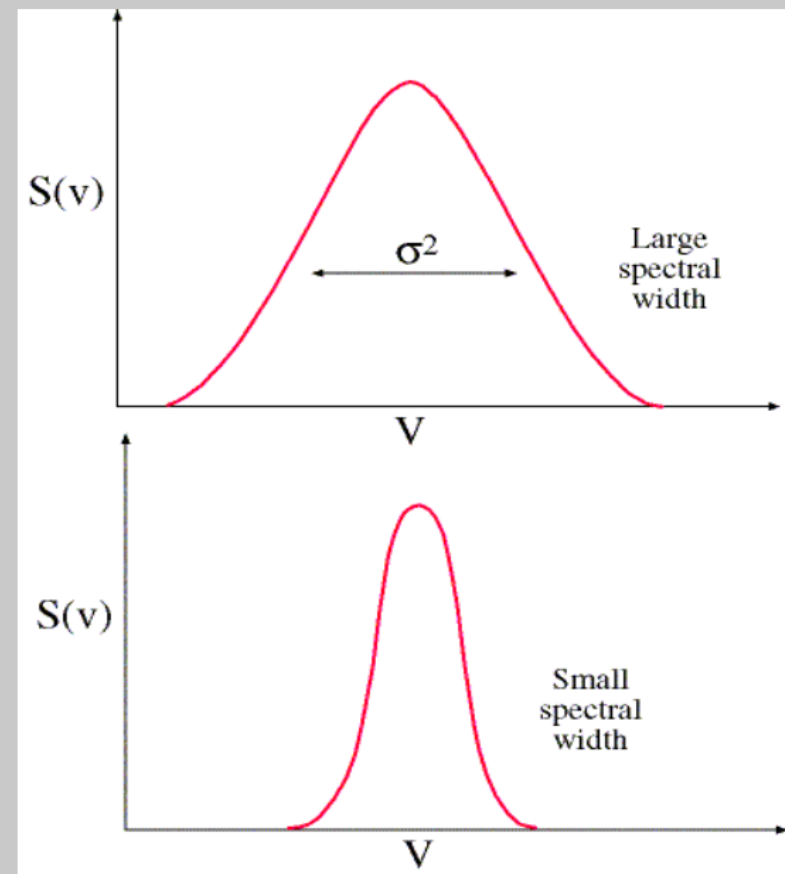 S(v)
σ²
Large
spectral
width
V
S(v)
Small
spectral
width
V